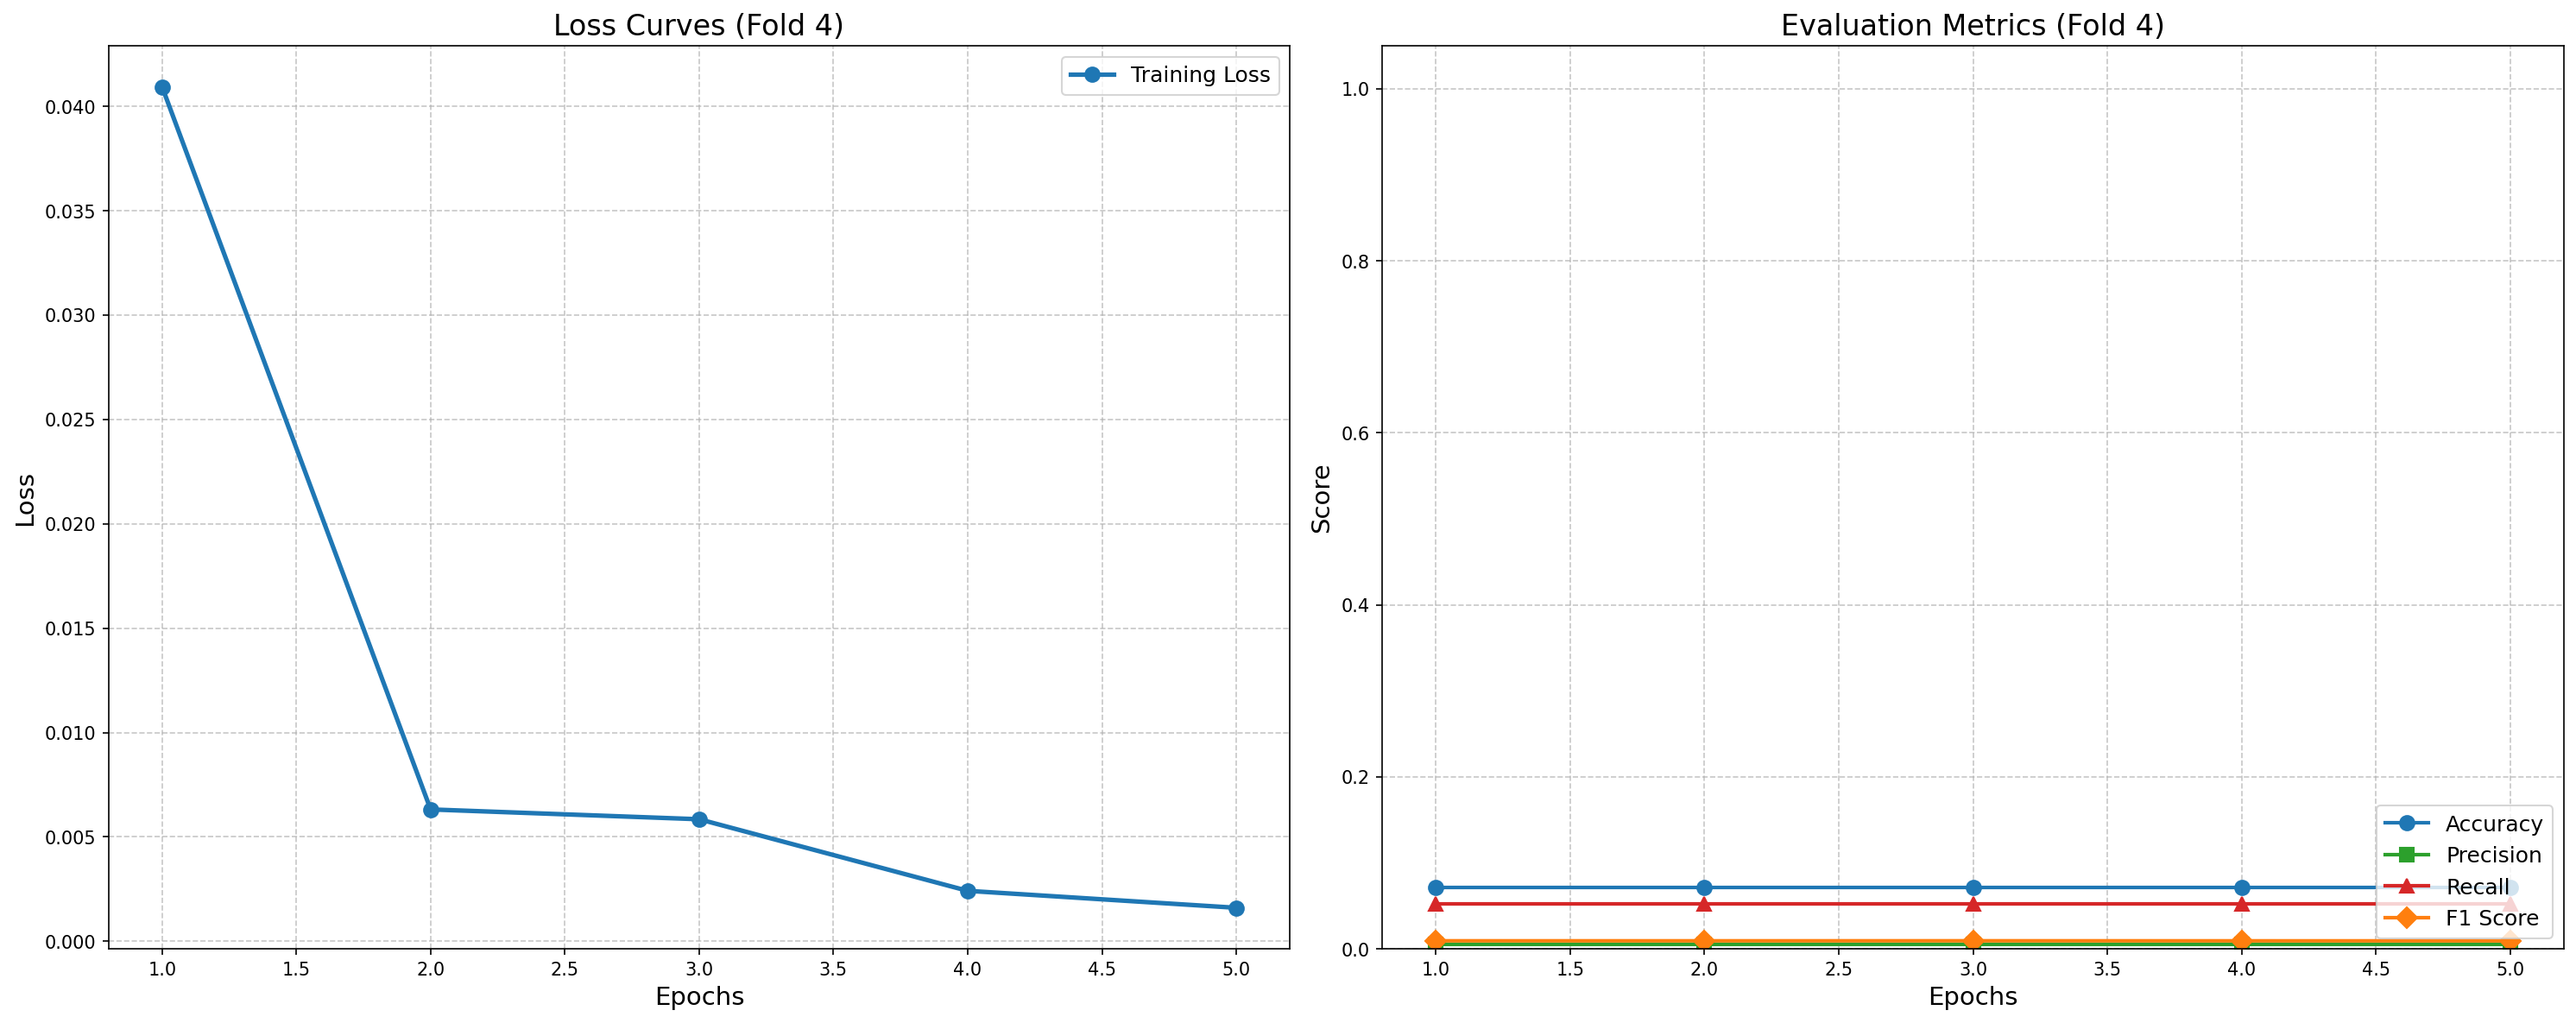 Loss Curves (Fold 4)
Training Loss
0.040
0.035
0.030
0.025
0.020
0.015
0.010
0.005
0.000
Loss
1.0 1.5 2.0 2.5 3.0 3.5 4.0 4.5 5.0
Epochs
Evaluation Metrics (Fold 4)
1.0
0.8
0.6
0.4
0.2
0.0
Score
Accuracy
Precision
Recall
F1 Score
1.0 1.5 2.0 2.5 3.0 3.5 4.0 4.5 5.0
Epochs